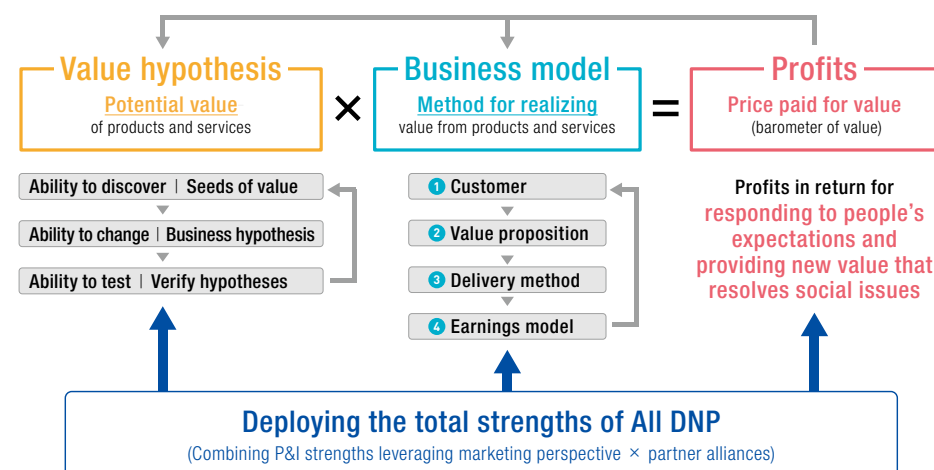 Value hypothesis
Potential value
of products and services
×
Business model
Method for realizing
value from products and services
=
Profits
Price paid for value
(barometer of value)
Ability to discover | Seeds of value
Ability to change | Business hypothesis
Ability to test | Verify hypotheses
1 Customer
2 Value proposition
3 Delivery method
4 Earnings model
Profits in return for
responding to people's
expectations and
providing new value that
resolves social issues
Deploying the total strengths of All DNP
(Combining P&I strengths leveraging marketing perspective × partner alliances)